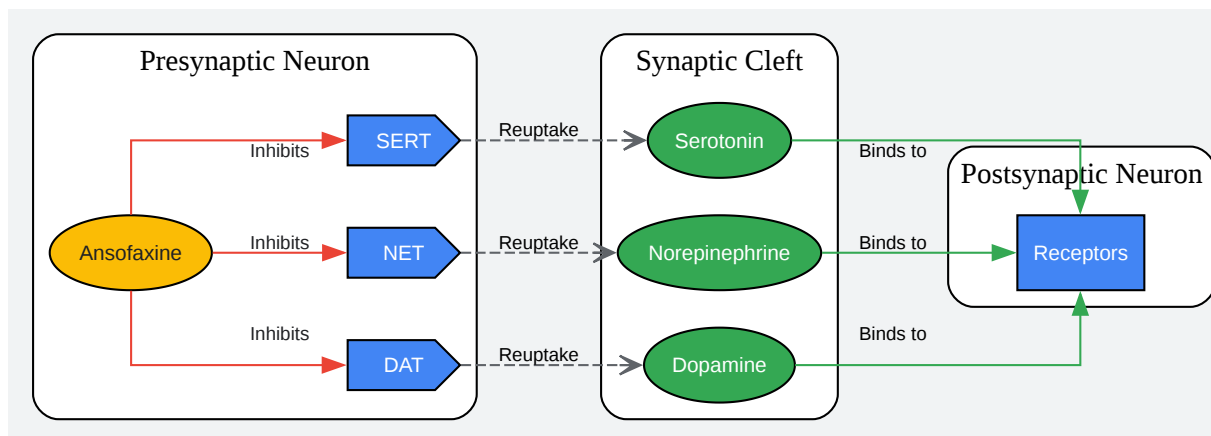 Presynaptic Neuron
Synaptic Cleft
Postsynaptic Neuron
SERT
Reuptake
Serotonin
Inhibits
Binds to
Ansofaxine
Inhibits
NET
Reuptake
Norepinephrine
Binds to
Receptors
Inhibits
DAT
Reuptake
Dopamine
Binds to